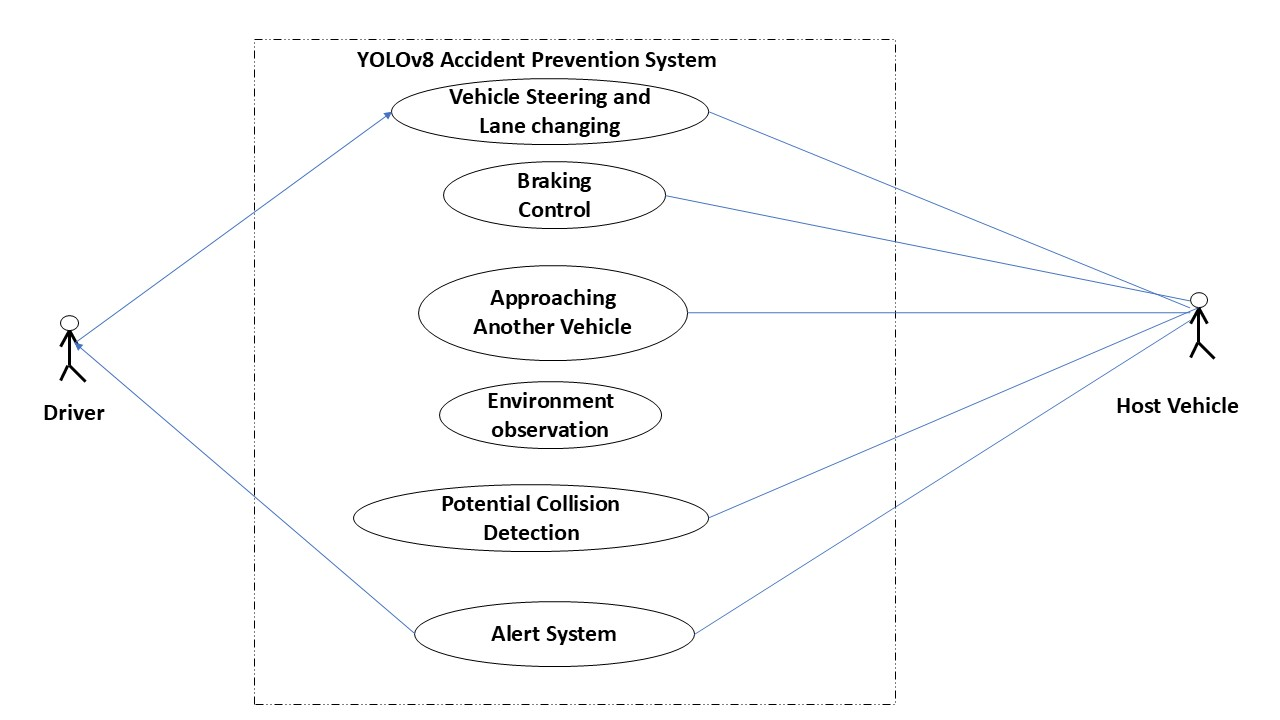 YOLOv8 Accident Prevention System
Vehicle Steering and
Lane changing
Braking
Control
Approaching
Another Vehicle
Environment
observation
Potential Collision
Detection
Alert System
Driver
Host Vehicle